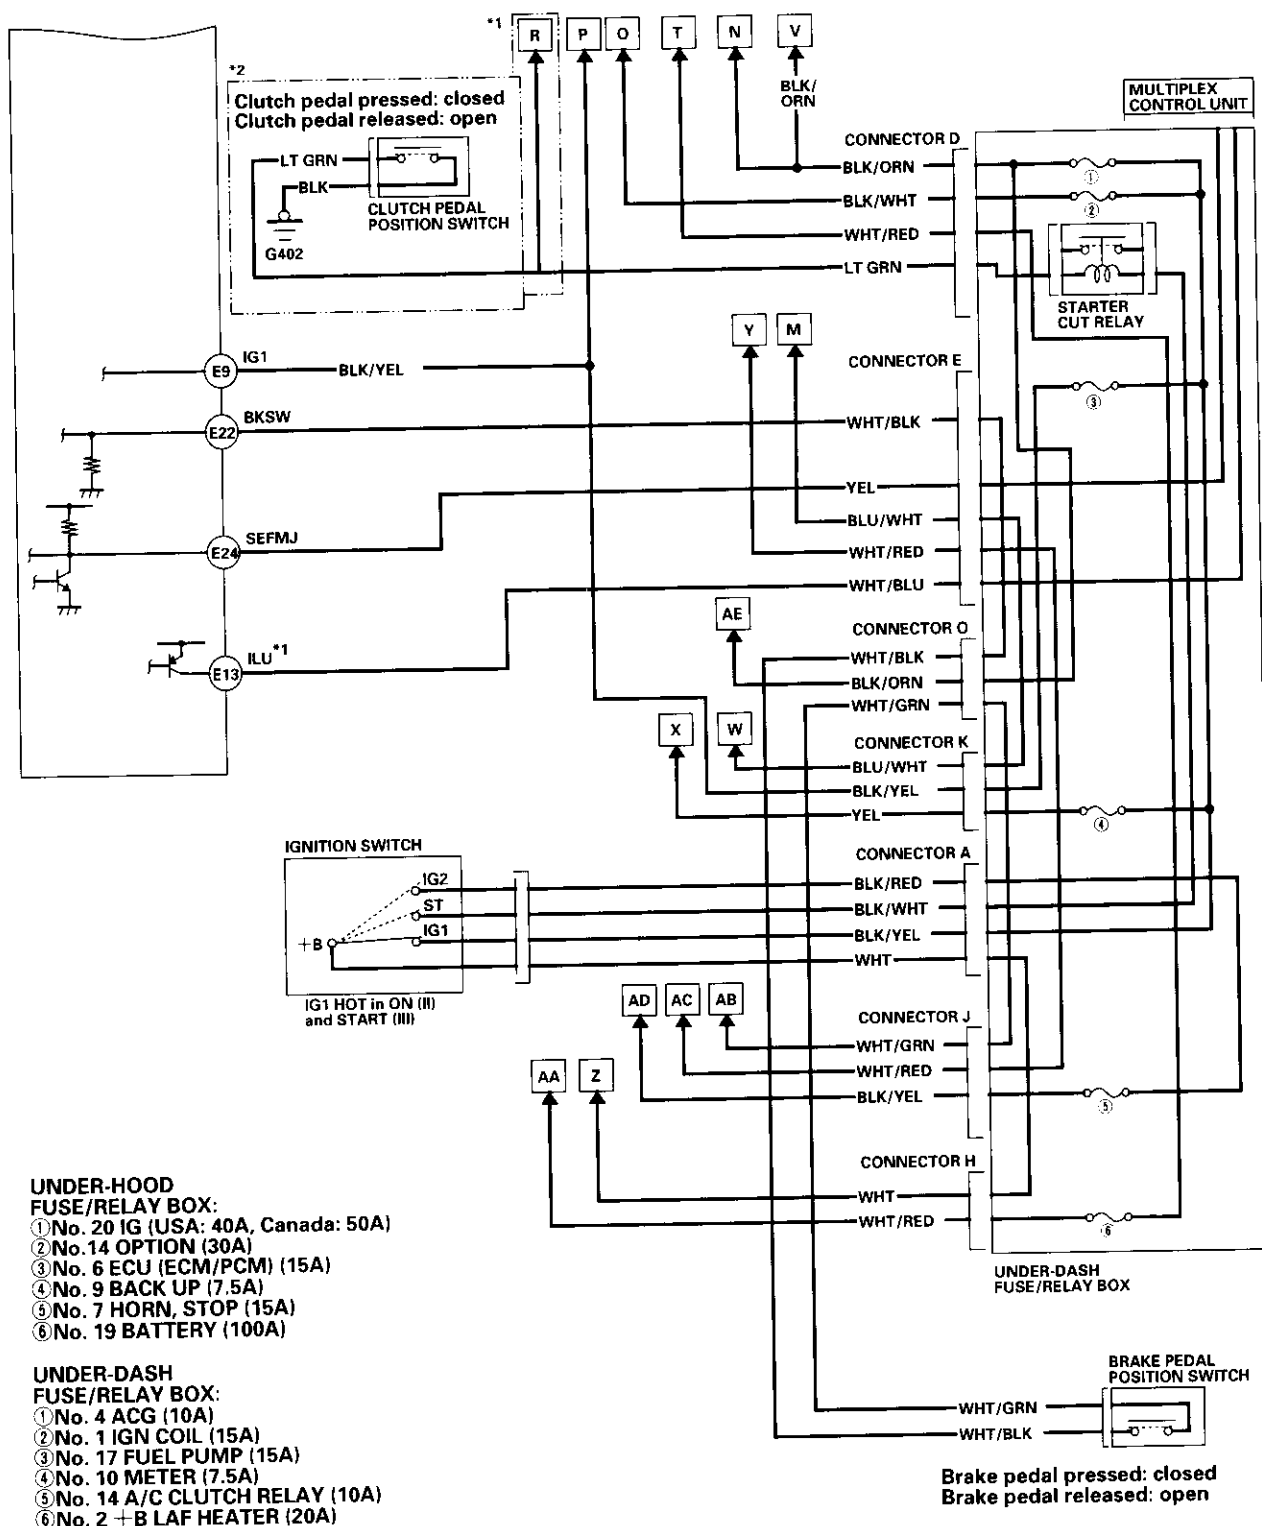 *1
R
P
O
T
N
V
*2
Clutch pedal pressed: closed
Clutch pedal released: open
BLK/
ORN
MULTIPLEX
CONTROL UNIT
LT GRN
BLK
CLUTCH PEDAL
POSITION SWITCH
G402
CONNECTOR D
BLK/ORN
①
BLK/WHT
②
WHT/RED
LT GRN
STARTER
CUT RELAY
Y
M
CONNECTOR E
E9
IG1
BLK/YEL
③
E22
BKSW
WHT/BLK
YEL
BLU/WHT
E24
SEFMJ
WHT/RED
WHT/BLU
AE
CONNECTOR O
E13
ILU*1
WHT/BLK
BLK/ORN
WHT/GRN
X
W
CONNECTOR K
BLU/WHT
BLK/YEL
YEL
④
IGNITION SWITCH
CONNECTOR A
IG2
BLK/RED
ST
BLK/WHT
IG1
+B
BLK/YEL
WHT
IG1 HOT in ON (II)
and START (III)
AD
AC
AB
CONNECTOR J
WHT/GRN
WHT/RED
BLK/YEL
⑤
AA
Z
CONNECTOR H
WHT
WHT/RED
⑥
UNDER-DASH
FUSE/RELAY BOX
UNDER-HOOD
FUSE/RELAY BOX:
①No. 20 IG (USA: 40A, Canada: 50A)
②No.14 OPTION (30A)
③No. 6 ECU (ECM/PCM) (15A)
④No. 9 BACK UP (7.5A)
⑤No. 7 HORN, STOP (15A)
⑥No. 19 BATTERY (100A)
UNDER-DASH
FUSE/RELAY BOX:
①No. 4 ACG (10A)
②No. 1 IGN COIL (15A)
③No. 17 FUEL PUMP (15A)
④No. 10 METER (7.5A)
⑤No. 14 A/C CLUTCH RELAY (10A)
⑥No. 2 +B LAF HEATER (20A)
BRAKE PEDAL
POSITION SWITCH
WHT/GRN
WHT/BLK
Brake pedal pressed: closed
Brake pedal released: open